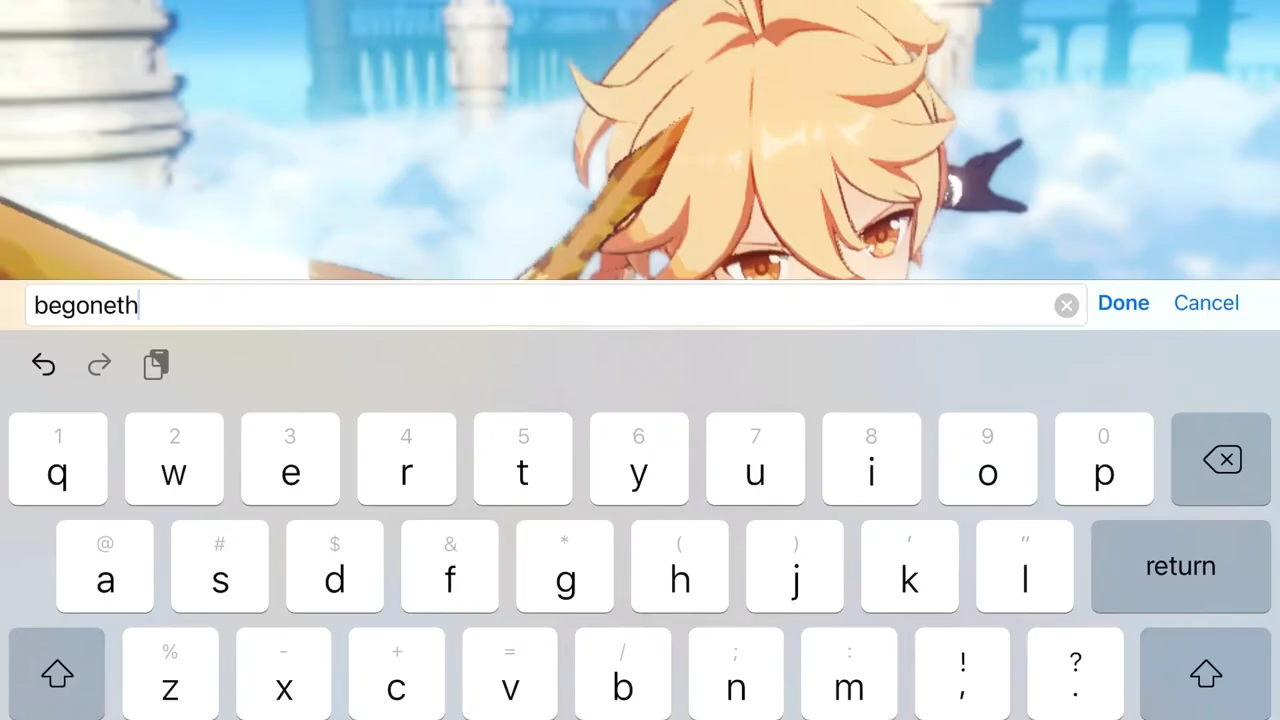 begoneth
Done
Cancel
1 2 3 4 5 6 7 8 9 0
q w e r t y u i o p
@ # $ & * ( ) ' "
a s d f g h j k l return
% - + = / ; : ! ?
z x c v b n m , .